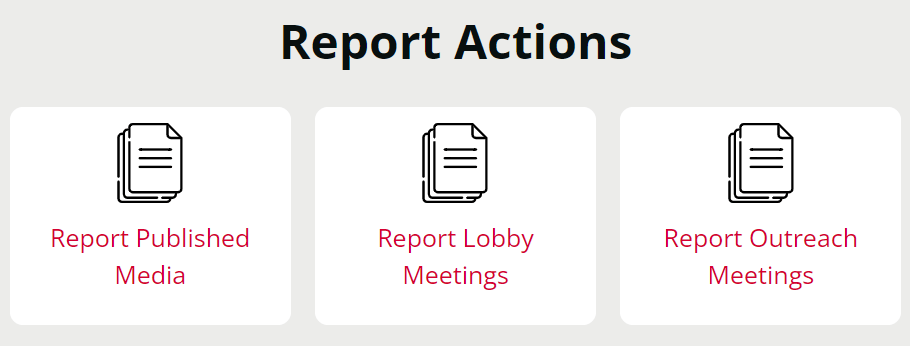 Report Actions
Report Published
Media
Report Lobby
Meetings
Report Outreach
Meetings